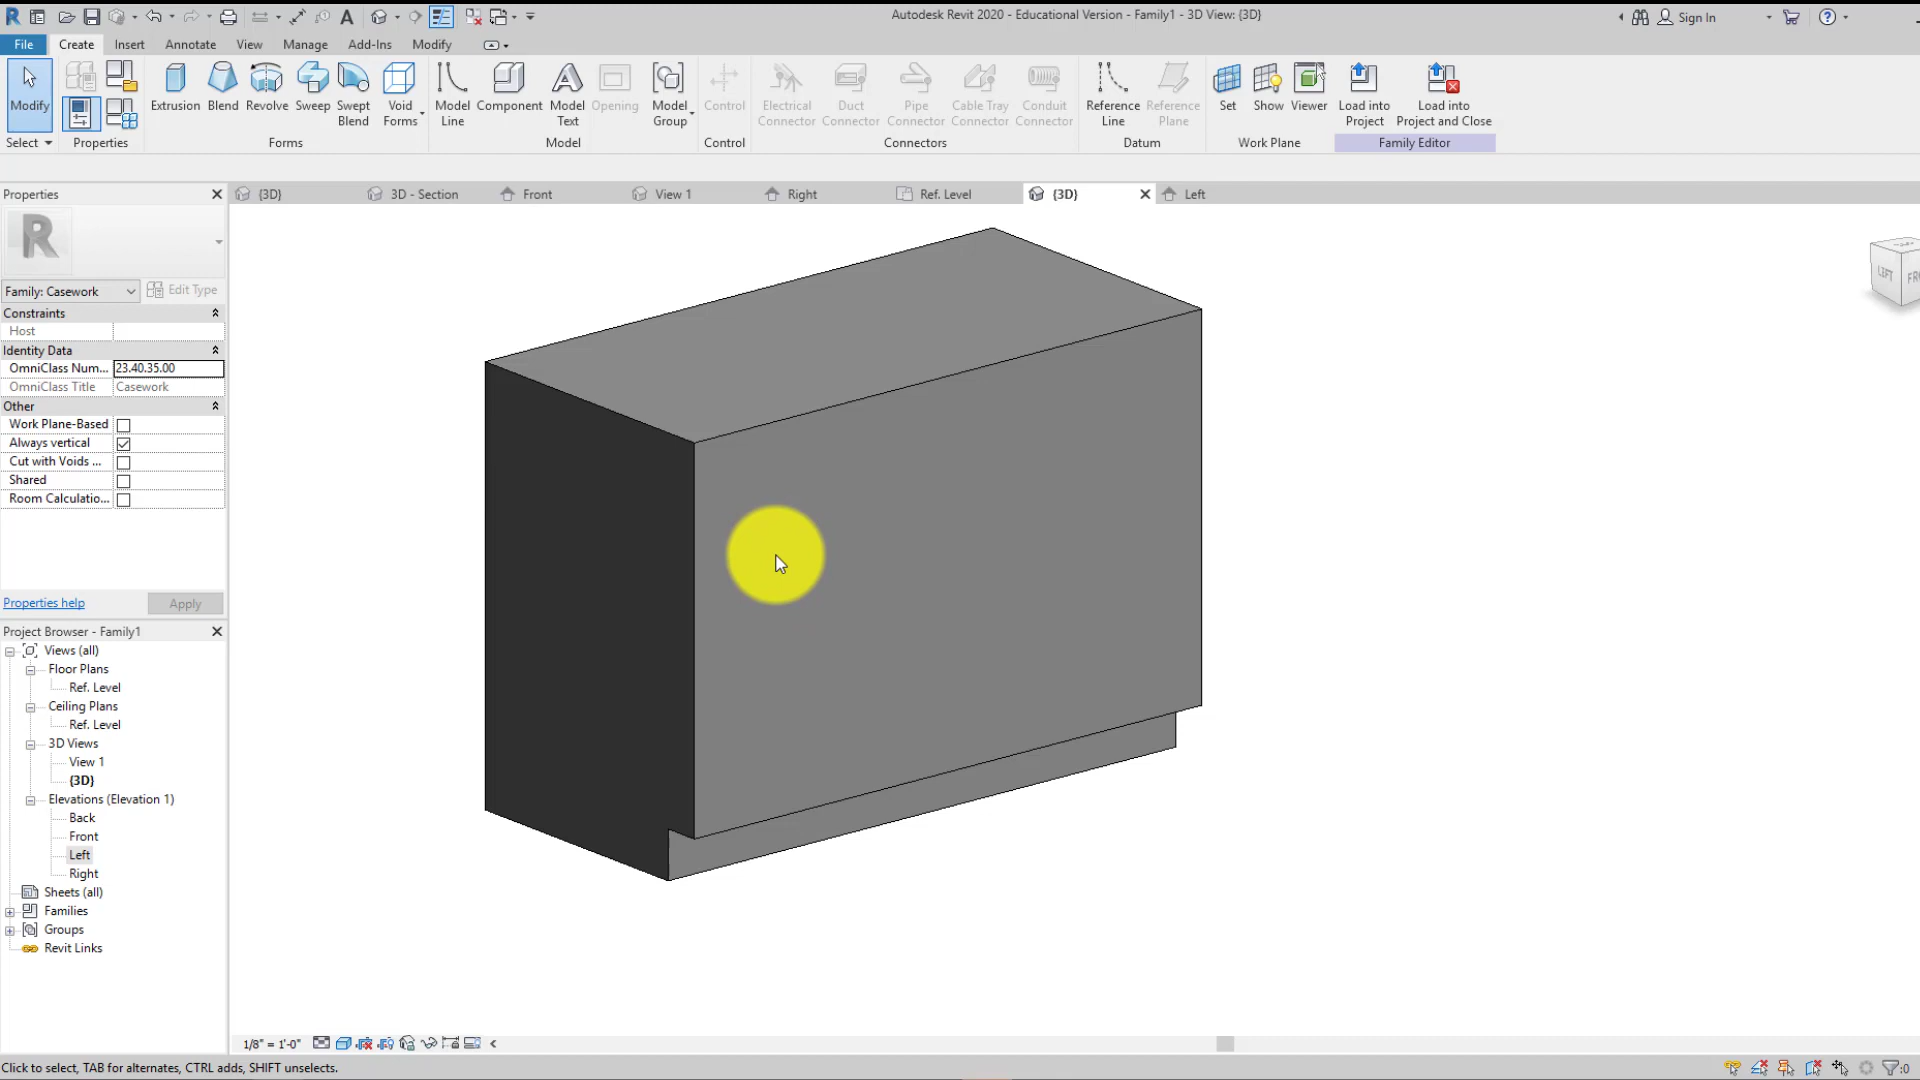 Autodesk Revit 2020 - Educational Version - Family1 - 3D View: {3D}
Sign In
File Create Insert Annotate View Manage Add-Ins Modify
Modify
Extrusion Blend Revolve Sweep Swept Blend Void Forms
Model Line Component Model Text Opening Model Group
Control
Electrical Connector Duct Connector Pipe Connector Cable Tray Connector Conduit Connector
Reference Line Reference Plane
Set Show Viewer
Load into Project Load into Project and Close
Select Properties Forms Model Control Connectors Datum Work Plane Family Editor
Properties
{3D} 3D - Section Front View 1 Right Ref. Level {3D} Left
Family: Casework Edit Type
Constraints
Host
Identity Data
OmniClass Num... 23.40.35.00
OmniClass Title Casework
Other
Work Plane-Based
Always vertical
Cut with Voids ...
Shared
Room Calculatio...
Properties help Apply
Project Browser - Family1
Views (all)
Floor Plans
Ref. Level
Ceiling Plans
Ref. Level
3D Views
View 1
{3D}
Elevations (Elevation 1)
Back
Front
Left
Right
Sheets (all)
Families
Groups
Revit Links
LEFT
1/8" = 1'-0"
Click to select, TAB for alternates, CTRL adds, SHIFT unselects.
:0